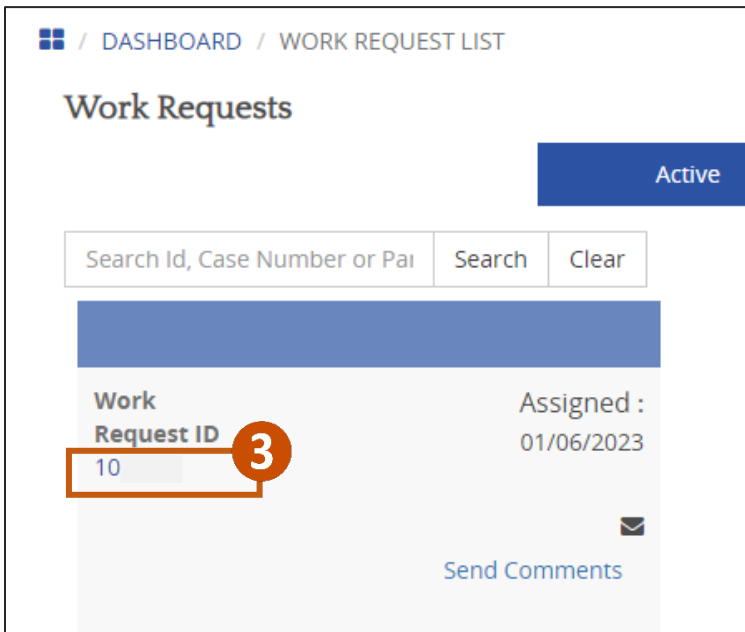 / DASHBOARD / WORK REQUEST LIST
Work Requests
Active
Search Id, Case Number or Par
Search
Clear
Work
Request ID
10
3
Assigned :
01/06/2023
Send Comments